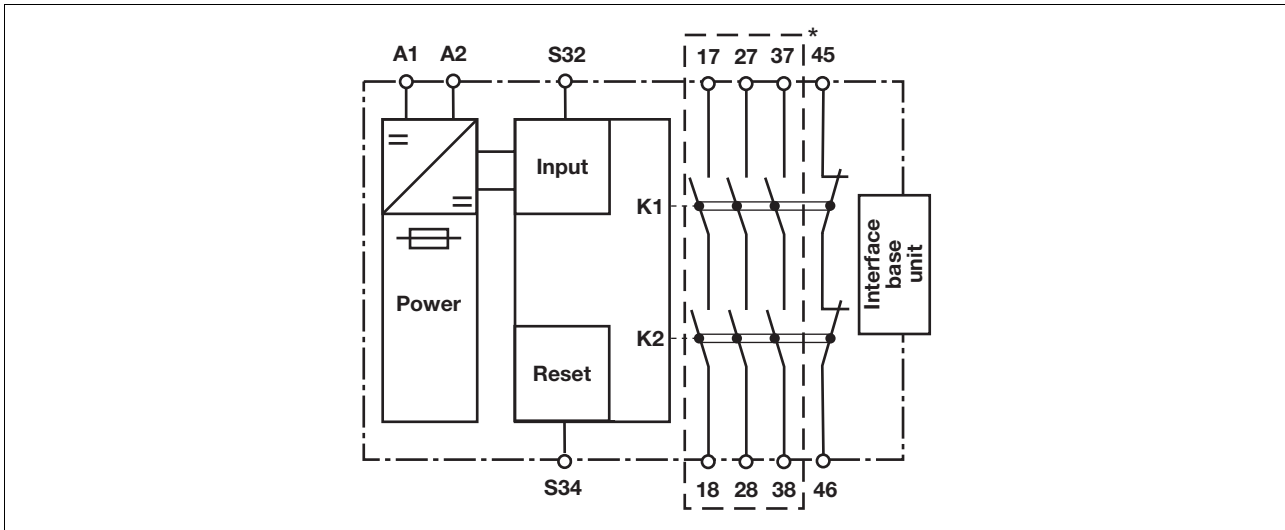 *
A1 A2 S32 17 27 37 45
Input
K1
Power
Interface
base
unit
K2
Reset
S34 18 28 38 46